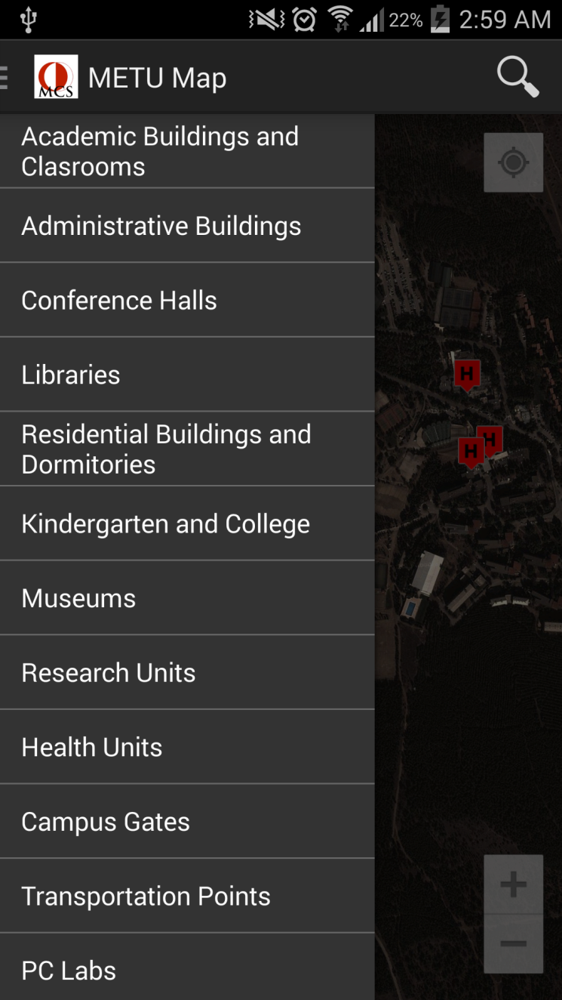 22% 2:59 AM
MCS METU Map
Academic Buildings and
Clasrooms
Administrative Buildings
Conference Halls
Libraries
H
Residential Buildings and
Dormitories
H
H
Kindergarten and College
Museums
Research Units
Health Units
Campus Gates
Transportation Points
PC Labs